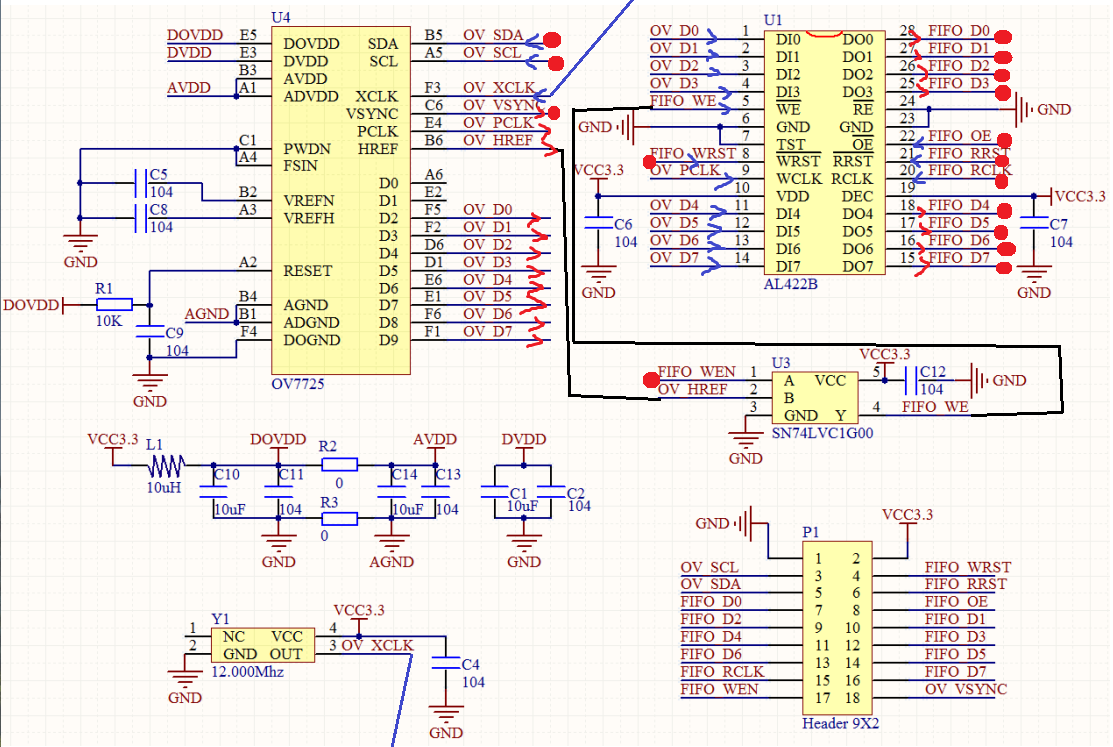 U4
DOVDD E5 DOVDD SDA B5 OV SDA
DVDD E3 DVDD SCL A5 OV SCL
B3 AVDD
AVDD A1 ADVDD XCLK F3 OV XCLK
VSYNC C6 OV VSYNC
PCLK E4 OV PCLK
C1 PWDN HREF B6 OV HREF
A4 FSIN
D0 A6
C5 104 B2 VREFN D1 E2
C8 104 A3 VREFH D2 F5 OV D0
D3 F2 OV D1
D4 D6 OV D2
GND
A2 RESET D5 D1 OV D3
D6 E6 OV D4
DOVDD R1 10K B4 AGND D7 E1 OV D5
AGND B1 ADGND D8 F6 OV D6
C9 104 F4 DOGND D9 F1 OV D7
GND
OV7725
U1
OV D0 1 DI0 DO0 28 FIFO D0
OV D1 2 DI1 DO1 27 FIFO D1
OV D2 3 DI2 DO2 26 FIFO D2
OV D3 4 DI3 DO3 25 FIFO D3
FIFO WE 5 WE RE 24 GND
GND 6 GND GND 23
7 TST OE 22 FIFO OE
FIFO WRST 8 WRST RRST 21 FIFO RRST
OV PCLK 9 WCLK RCLK 20 FIFO RCLK
VCC3.3 10 VDD DEC 19 VCC3.3
OV D4 11 DI4 DO4 18 FIFO D4
OV D5 12 DI5 DO5 17 FIFO D5
OV D6 13 DI6 DO6 16 FIFO D6
OV D7 14 DI7 DO7 15 FIFO D7
C6 104
C7 104
GND
GND
AL422B
U3
VCC3.3
FIFO WEN 1 A VCC 5 C12 104 GND
OV HREF 2 B
3 GND Y 4 FIFO WE
GND
SN74LVC1G00
VCC3.3 L1 DOVDD R2 AVDD DVDD
10uH C10 C11 0 C14 C13 C1 C2
10uF 104 R3 10uF 104 10uF 104
0
GND AGND GND
P1
GND VCC3.3
1 2
OV SCL 3 4 FIFO WRST
OV SDA 5 6 FIFO RRST
FIFO D0 7 8 FIFO OE
FIFO D2 9 10 FIFO D1
FIFO D4 11 12 FIFO D3
FIFO D6 13 14 FIFO D5
FIFO RCLK 15 16 FIFO D7
FIFO WEN 17 18 OV VSYNC
Header 9X2
Y1 VCC3.3
1 NC VCC 4
2 GND OUT 3 OV XCLK
12.000Mhz
C4 104
GND
GND